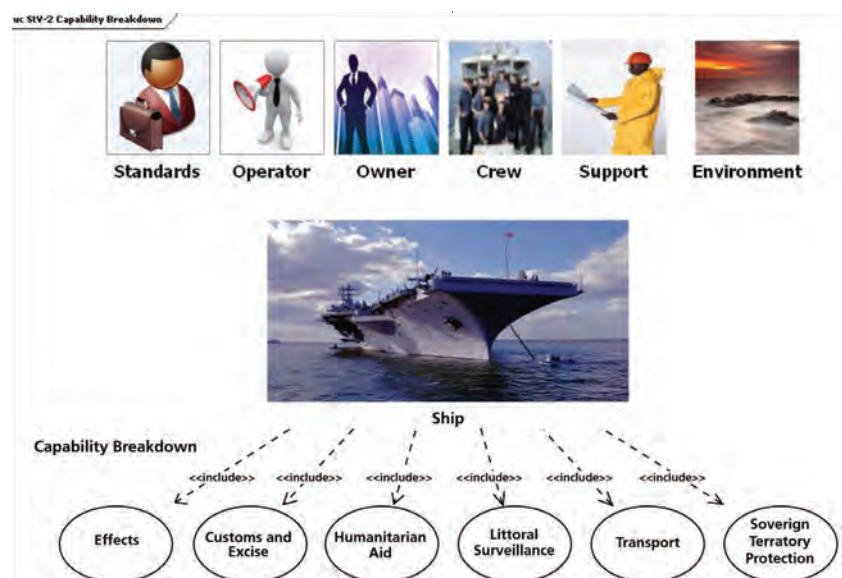 uc StV-2 Capability Breakdown
Standards Operator Owner Crew Support Environment
Ship
Capability Breakdown
<<include>> <<include>> <<include>> <<include>> <<include>> <<include>>
Effects
Customs and
Excise
Humanitarian
Aid
Littoral
Surveillance
Transport
Soverign
Terratory
Protection